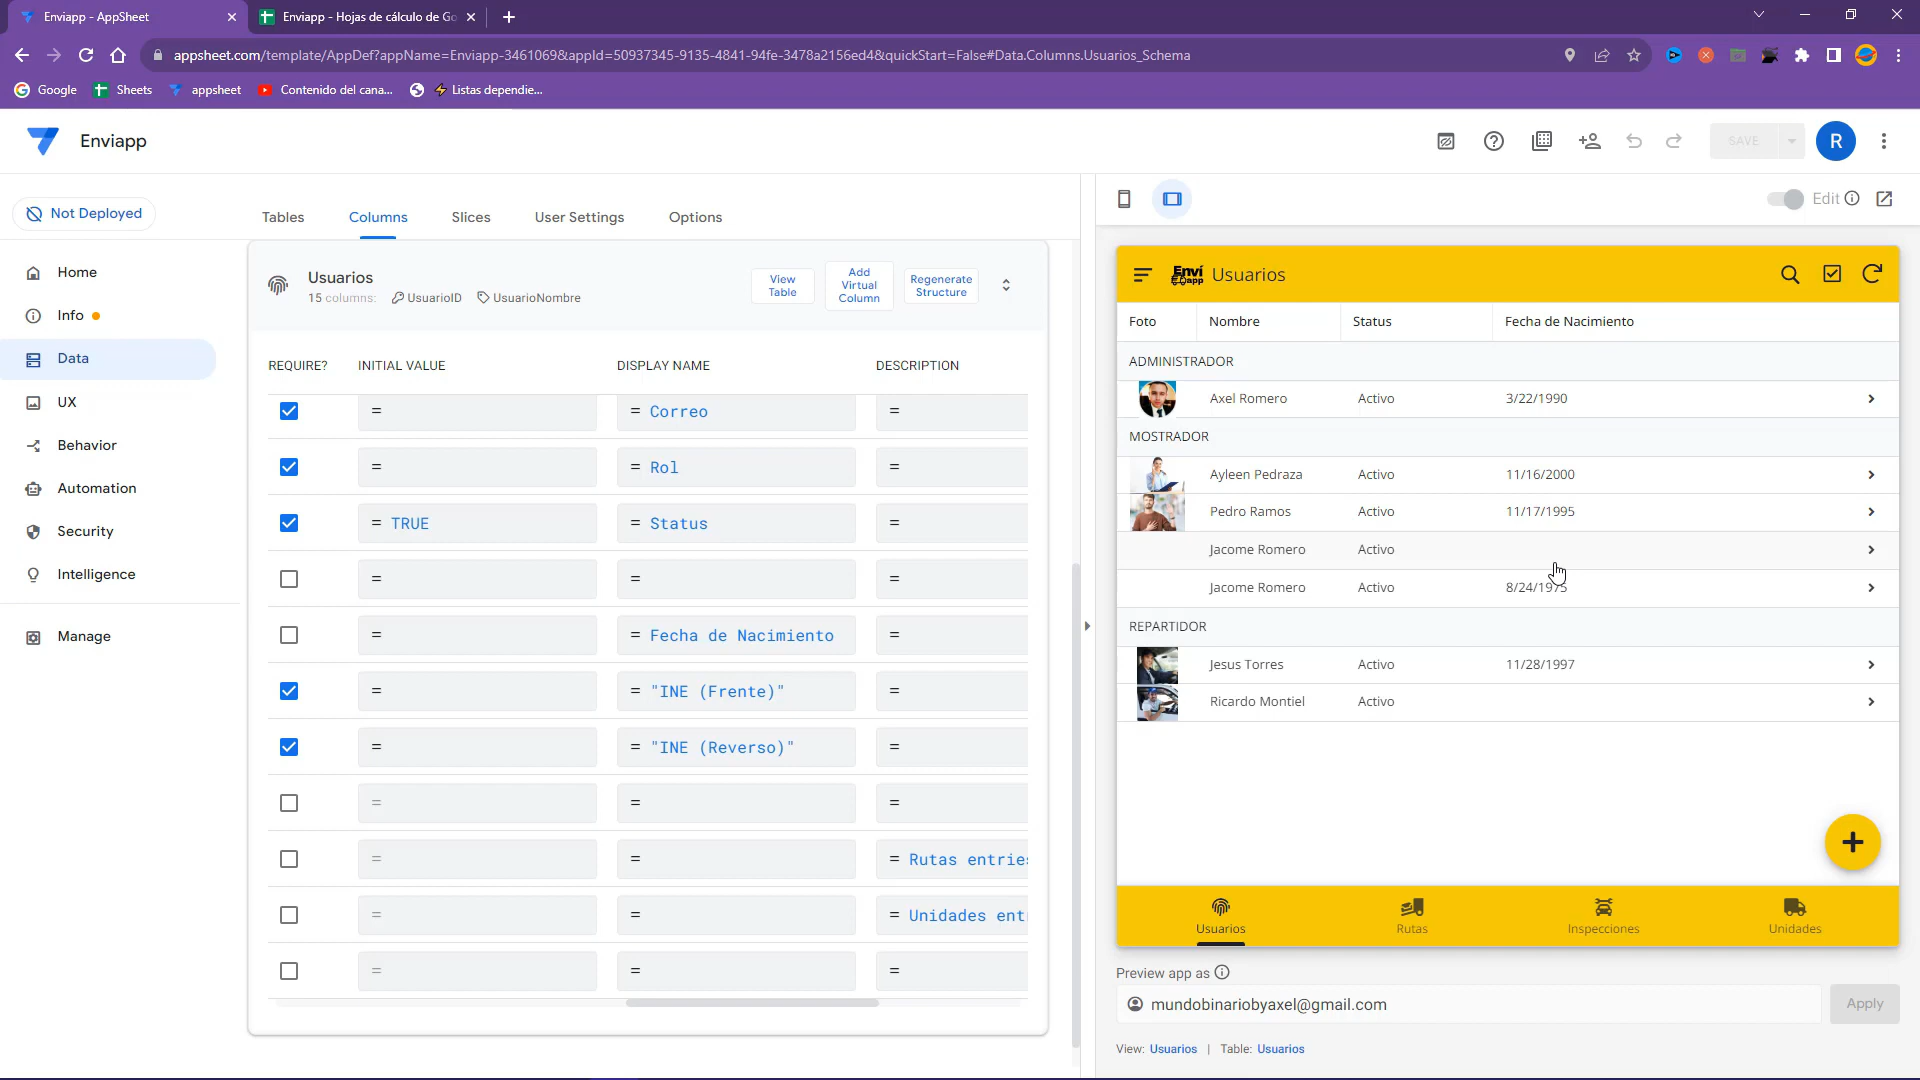 Enviapp - AppSheet
Enviapp - Hojas de cálculo de Go
appsheet.com/template/AppDef?appName=Enviapp-3461069&appId=50937345-9135-4841-94fe-3478a2156ed4&quickStart=False#Data.Columns.Usuarios_Schema
Google
Sheets
appsheet
Contenido del cana...
Listas dependie...
Enviapp
SAVE
R
Not Deployed
Tables
Columns
Slices
User Settings
Options
Edit
Home
Info
Data
UX
Behavior
Automation
Security
Intelligence
Manage
Usuarios
15 columns:
UsuarioID
UsuarioNombre
View Table
Add Virtual Column
Regenerate Structure
REQUIRE?
INITIAL VALUE
DISPLAY NAME
DESCRIPTION
=
= Correo
=
=
= Rol
=
= TRUE
= Status
=
=
=
=
=
= Fecha de Nacimiento
=
=
= "INE (Frente)"
=
=
= "INE (Reverso)"
=
=
=
=
=
=
= Rutas entries
=
=
= Unidades ent
=
=
=
Enví app
Usuarios
Foto
Nombre
Status
Fecha de Nacimiento
ADMINISTRADOR
Axel Romero Activo 3/22/1990
MOSTRADOR
Ayleen Pedraza Activo 11/16/2000
Pedro Ramos Activo 11/17/1995
Jacome Romero Activo
Jacome Romero Activo 8/24/1975
REPARTIDOR
Jesus Torres Activo 11/28/1997
Ricardo Montiel Activo
Usuarios
Rutas
Inspecciones
Unidades
Preview app as
mundobinariobyaxel@gmail.com
Apply
View: Usuarios | Table: Usuarios